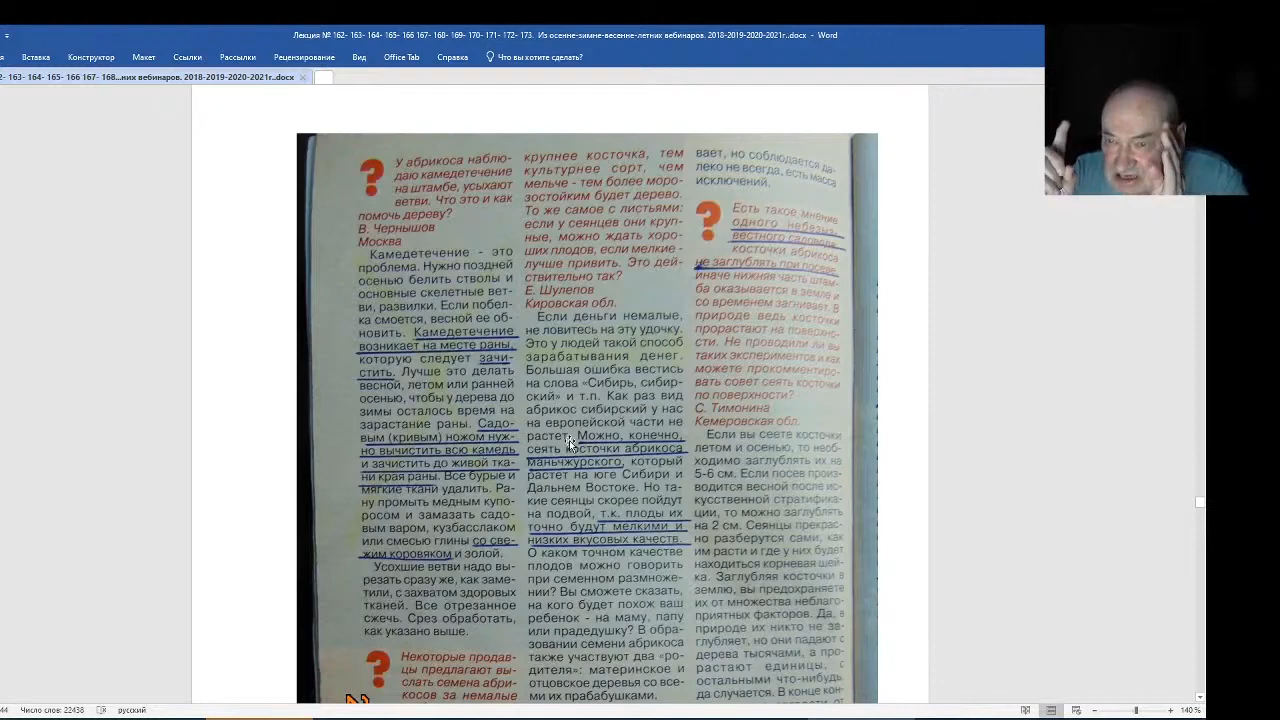 Лекция № 162- 163- 164- 165- 166 167- 168- 169- 170- 171- 172- 173.  Из осенне-зимне-весенне-летних вебинаров. 2018-2019-2020-2021г..docx  -  Word
Вставка Конструктор Макет Ссылки Рассылки Рецензирование Вид Office Tab Справка Что вы хотите сделать?
2- 163- 164- 165- 166 167- 168...них вебинаров. 2018-2019-2020-2021г..docx
? У абрикоса наблю-
даю камедетечение
на штамбе, усыхают
ветви. Что это и как
помочь дереву?
В. Чернышов
Москва
Камедетечение - это
проблема. Нужно поздней
осенью белить стволы и
основные скелетные вет-
ви, развилки. Если побел-
ка смоется, весной ее об-
новить. Камедетечение
возникает на месте раны,
которую следует зачи-
стить. Лучше это делать
весной, летом или ранней
осенью, чтобы у дерева до
зимы осталось время на
зарастание раны. Садо-
вым (кривым) ножом нуж-
но вычистить всю камедь
и зачистить до живой тка-
ни края раны. Все бурые и
мягкие ткани удалить. Ра-
ну промыть медным купо-
росом и замазать садо-
вым варом, кузбасслаком
или смесью глины со све-
жим коровяком и золой.
Усохшие ветви надо вы-
резать сразу же, как заме-
тили, с захватом здоровых
тканей. Все отрезанное
сжечь. Срез обработать,
как указано выше.
? Некоторые продав-
цы предлагают вы-
слать семена абри-
косов за немалые
крупнее косточка, тем
культурнее сорт, чем
мельче - тем более моро-
зостойким будет дерево.
То же самое с листьями:
если у сеянцев они круп-
ные, можно ждать хоро-
ших плодов, если мелкие -
лучше привить. Это дей-
ствительно так?
Е. Шулепов
Кировская обл.
Если деньги немалые,
не ловитесь на эту удочку.
Это у людей такой способ
зарабатывания денег.
Большая ошибка вестись
на слова «Сибирь, сибир-
ский» и т.п. Как раз вид
абрикос сибирский у нас
на европейской части не
растет. Можно, конечно,
сеять косточки абрикоса
маньчжурского, который
растет на юге Сибири и
Дальнем Востоке. Но та-
кие сеянцы скорее пойдут
на подвой, т.к. плоды их
точно будут мелкими и
низких вкусовых качеств.
О каком точном качестве
плодов можно говорить
при семенном размноже-
нии? Вы сможете сказать,
на кого будет похож ваш
ребенок - на маму, папу
или прадедушку? В обра-
зовании семени абрикоса
также участвуют два «ро-
дителя»: материнское и
отцовское деревья со все-
ми их прабабушками.
вает, но соблюдается да-
леко не всегда, есть масса
исключений.
? Есть такое мнение
одного небезыз-
вестного садовода
косточки абрикоса
не заглублять при посеве,
иначе нижняя часть штам-
ба оказывается в земле и
со временем загнивает. В
природе ведь косточки
прорастают на поверхно-
сти. Не проводили ли вы
таких экспериментов и как
можете прокомментиро-
вать совет сеять косточки
по поверхности?
С. Тимонина
Кемеровская обл.
Если вы сеете косточки
летом и осенью, то необ-
ходимо заглублять их на
5-6 см. Если посев произ-
водится весной после ис-
кусственной стратифика-
ции, то можно заглублять
на 2 см. Сеянцы прекрас-
но разберутся сами, как
им расти и где у них будет
находиться корневая шей-
ка. Заглубляя косточки в
землю, вы предохраняете
их от множества неблаго-
приятных факторов. Да, в
природе их никто не за-
глубляет, но они падают с
дерева тысячами, а про-
растают единицы, с
остальными что-нибудь
да случается. В конце кон-
44 Число слов: 22438 русский 140 %